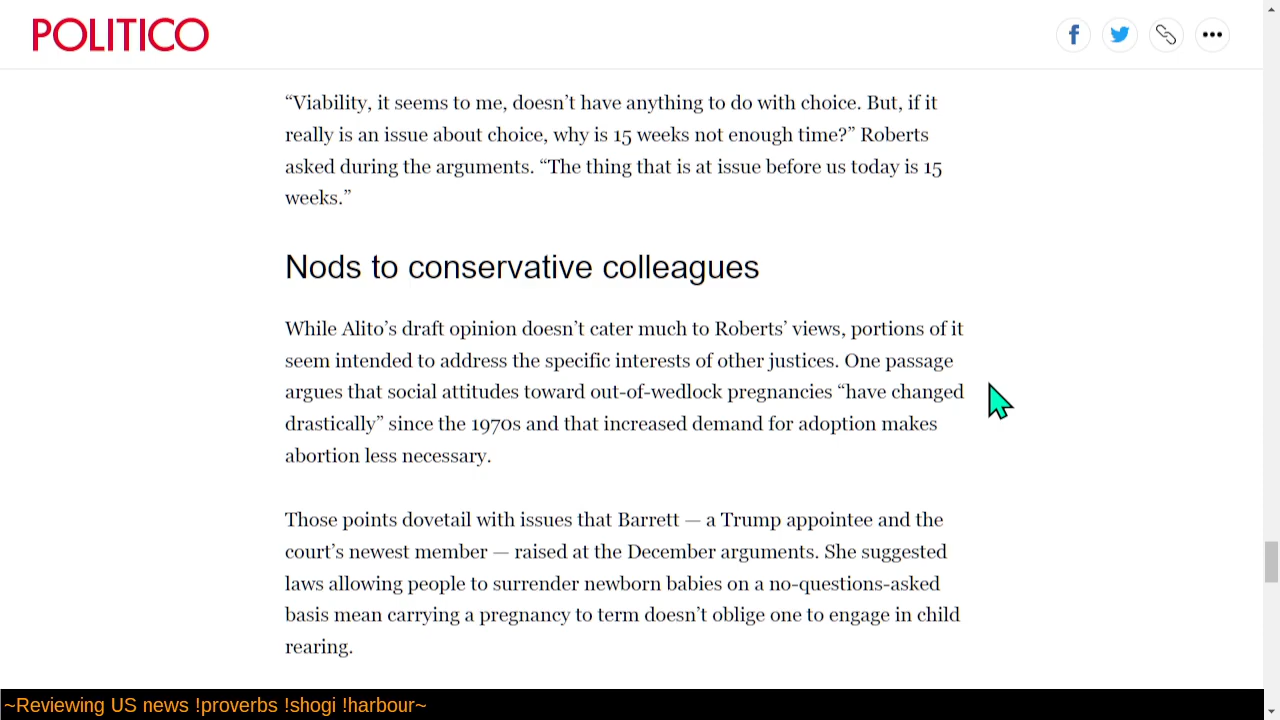 POLITICO
“Viability, it seems to me, doesn’t have anything to do with choice. But, if it
really is an issue about choice, why is 15 weeks not enough time?” Roberts
asked during the arguments. “The thing that is at issue before us today is 15
weeks.”
Nods to conservative colleagues
While Alito’s draft opinion doesn’t cater much to Roberts’ views, portions of it
seem intended to address the specific interests of other justices. One passage
argues that social attitudes toward out-of-wedlock pregnancies “have changed
drastically” since the 1970s and that increased demand for adoption makes
abortion less necessary.
Those points dovetail with issues that Barrett — a Trump appointee and the
court’s newest member — raised at the December arguments. She suggested
laws allowing people to surrender newborn babies on a no-questions-asked
basis mean carrying a pregnancy to term doesn’t oblige one to engage in child
rearing.
~Reviewing US news !proverbs !shogi !harbour~